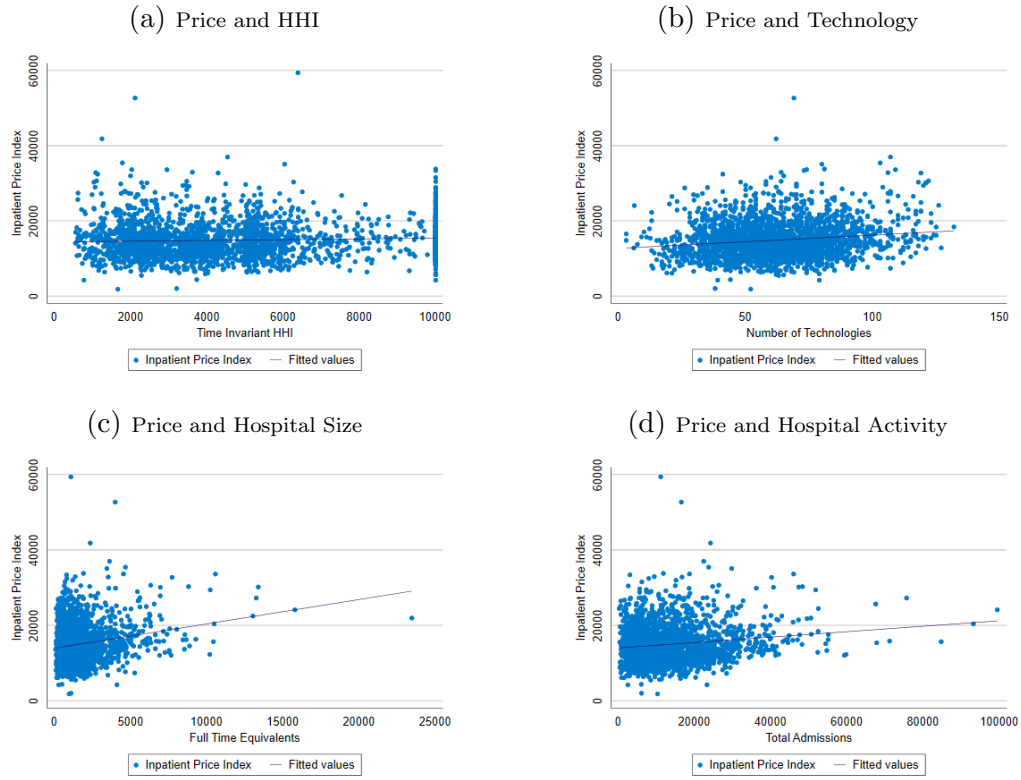 (a) Price and HHI
Inpatient Price Index
0
20000
40000
60000
0 2000 4000 6000 8000 10000
Time Invariant HHI
Inpatient Price Index Fitted values
(b) Price and Technology
Inpatient Price Index
0
20000
40000
60000
0 50 100 150
Number of Technologies
Inpatient Price Index Fitted values
(c) Price and Hospital Size
Inpatient Price Index
0
20000
40000
60000
0 5000 10000 15000 20000 25000
Full Time Equivalents
Inpatient Price Index Fitted values
(d) Price and Hospital Activity
Inpatient Price Index
0
20000
40000
60000
0 20000 40000 60000 80000 100000
Total Admissions
Inpatient Price Index Fitted values